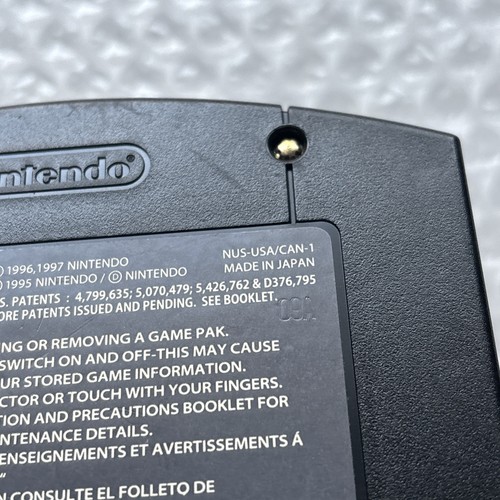 Nintendo®
1996,1997 NINTENDO
NUS-USA/CAN-1
1995 NINTENDO / Ⓓ NINTENDO
MADE IN JAPAN
S. PATENTS : 4,799,635; 5,070,479; 5,426,762 & D376,795
ORE PATENTS ISSUED AND PENDING. SEE BOOKLET.
NG OR REMOVING A GAME PAK.
SWITCH ON AND OFF-THIS MAY CAUSE
UR STORED GAME INFORMATION.
CTOR OR TOUCH WITH YOUR FINGERS.
TION AND PRECAUTIONS BOOKLET FOR
NTENANCE DETAILS.
ENSEIGNEMENTS ET AVERTISSEMENTS Á
"
N CONSULTE EL FOLLETO DE